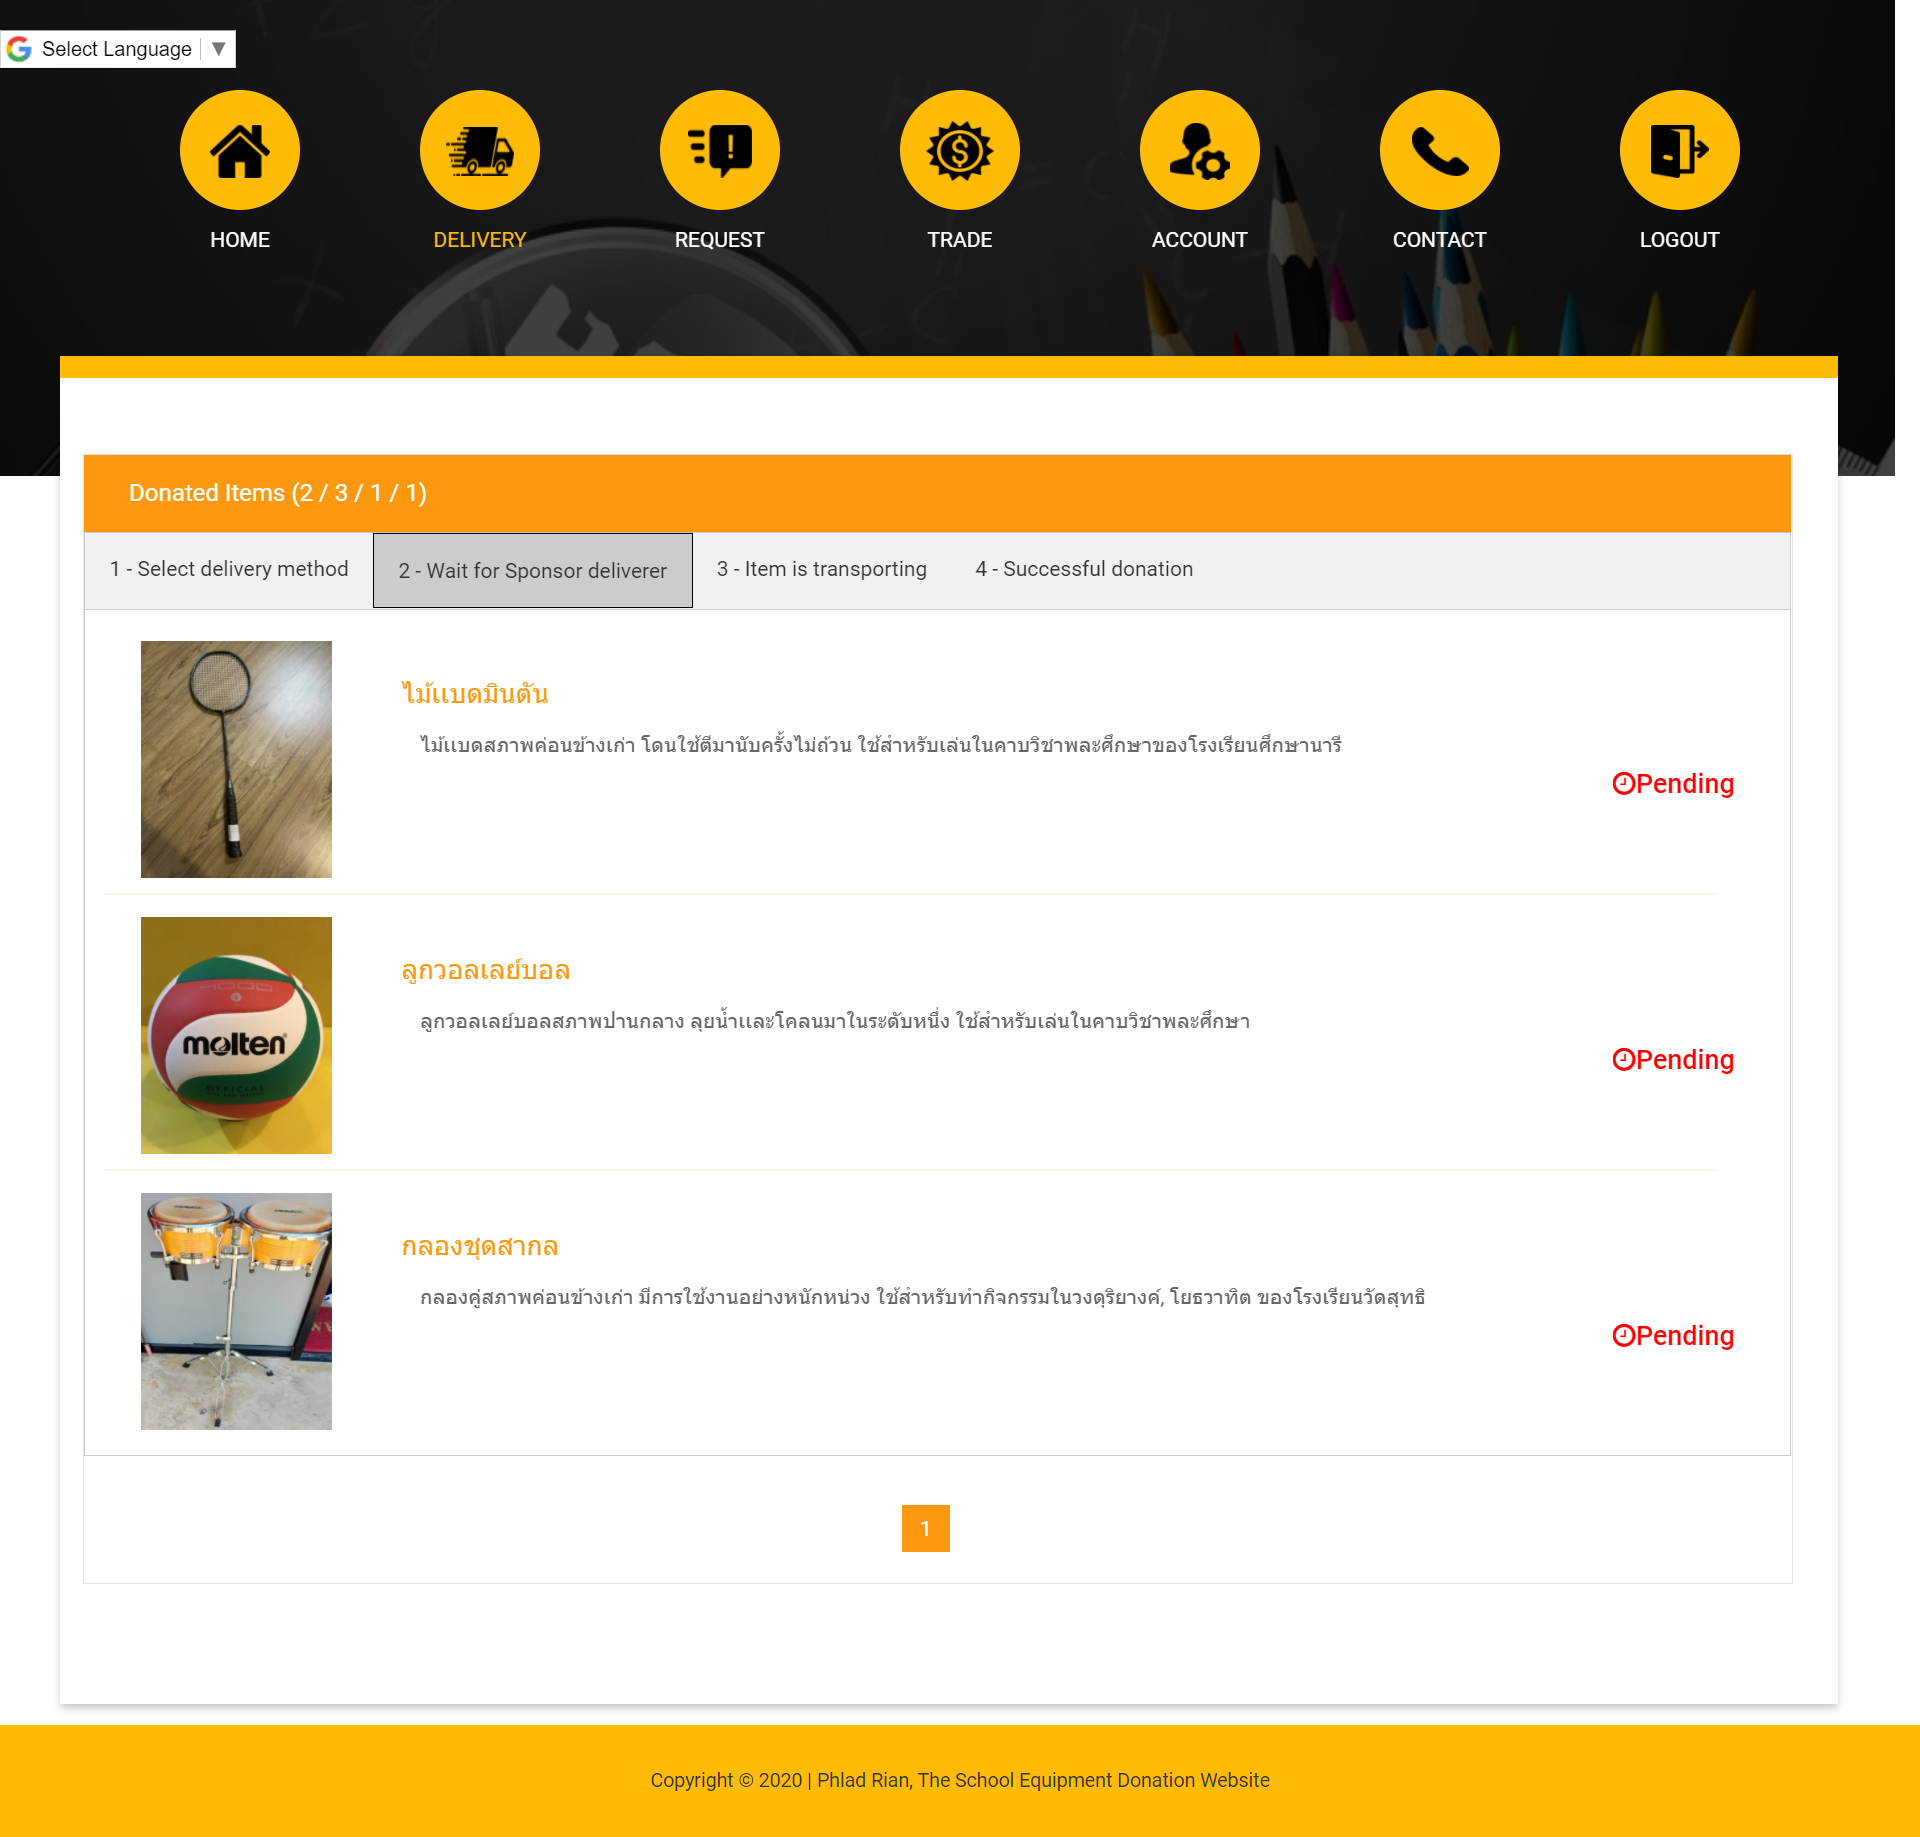 Select Language ▼
HOME
DELIVERY
REQUEST
TRADE
ACCOUNT
CONTACT
LOGOUT
Donated Items (2 / 3 / 1 / 1)
1 - Select delivery method
2 - Wait for Sponsor deliverer
3 - Item is transporting
4 - Successful donation
ไม้แบดมินตัน
ไม้แบดสภาพค่อนข้างเก่า โดนใช้ตีมานับครั้งไม่ถ้วน ใช้สำหรับเล่นในคาบวิชาพละศึกษาของโรงเรียนศึกษานารี
Pending
4000
molten
OFFICIAL
ลูกวอลเลย์บอล
ลูกวอลเลย์บอลสภาพปานกลาง ลุยน้ำและโคลนมาในระดับหนึ่ง ใช้สำหรับเล่นในคาบวิชาพละศึกษา
Pending
กลองชุดสากล
กลองคู่สภาพค่อนข้างเก่า มีการใช้งานอย่างหนักหน่วง ใช้สำหรับทำกิจกรรมในวงดุริยางค์, โยธวาทิต ของโรงเรียนวัดสุทธิ
Pending
1
Copyright © 2020 | Phlad Rian, The School Equipment Donation Website